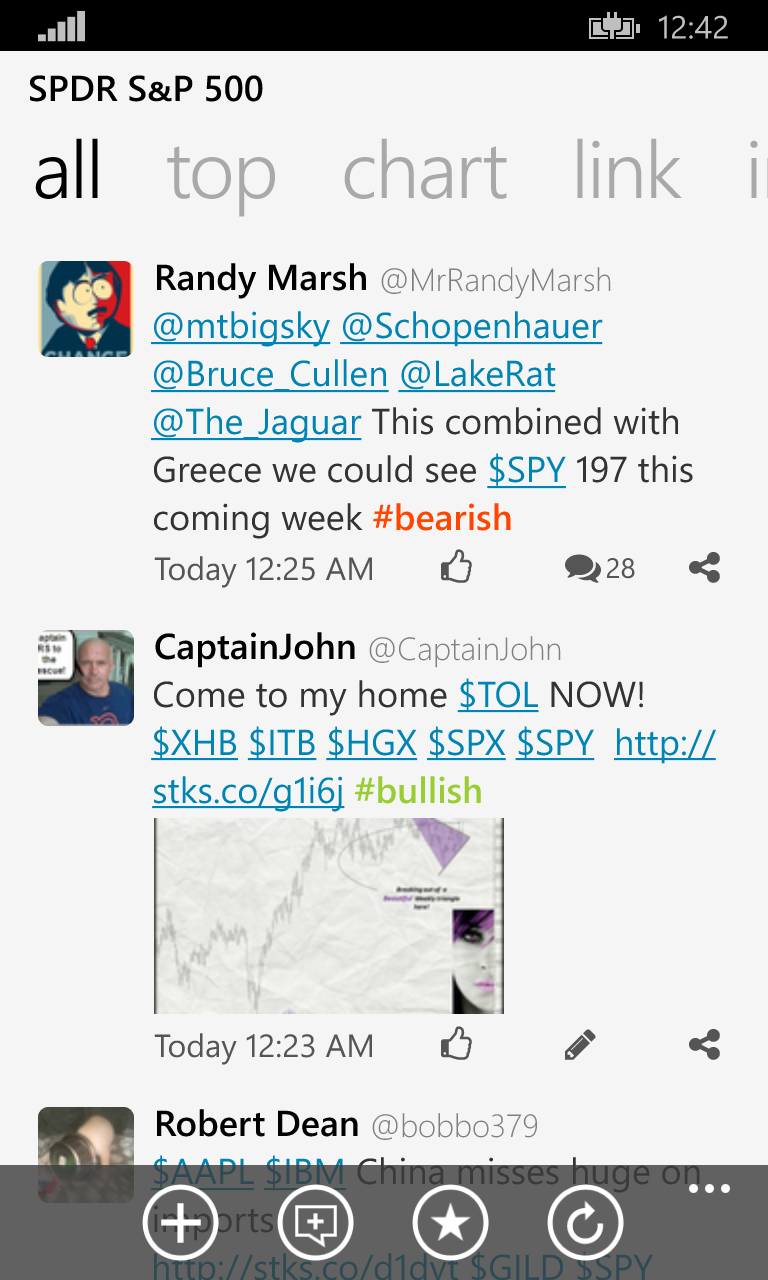 12:42
SPDR S&P 500
all top chart link
CHANGE
Randy Marsh @MrRandyMarsh
@mtbigsky @Schopenhauer
@Bruce_Cullen @LakeRat
@The_Jaguar This combined with
Greece we could see $SPY 197 this
coming week #bearish
Today 12:25 AM 28
CaptainJohn @CaptainJohn
Come to my home $TOL NOW!
$XHB $ITB $HGX $SPX $SPY http://
stks.co/g1i6j #bullish
Breaking out of a
Beautiful Weekly triangle
here!
Today 12:23 AM
Robert Dean @bobbo379
$AAPL $IBM China misses huge on
imports
http://stks.co/d1dvt $GILD $SPY